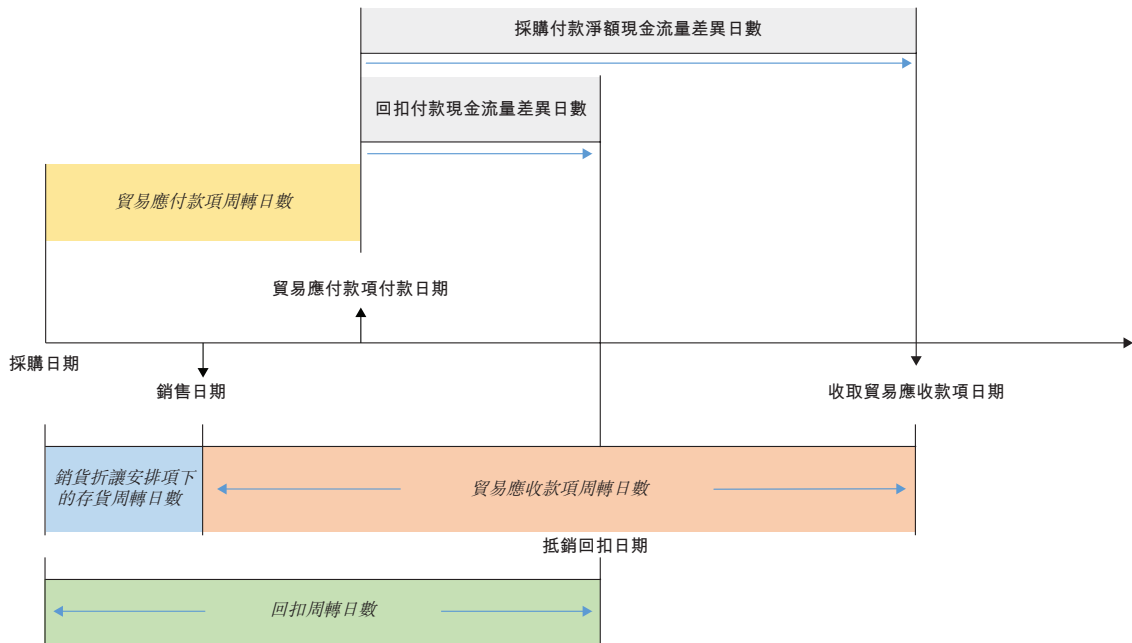 採購付款淨額現金流量差異日數
回扣付款現金流量差異日數
貿易應付款項周轉日數
貿易應付款項付款日期
採購日期
銷售日期
收取貿易應收款項日期
銷貨折讓安排項下
的存貨周轉日數
貿易應收款項周轉日數
抵銷回扣日期
回扣周轉日數